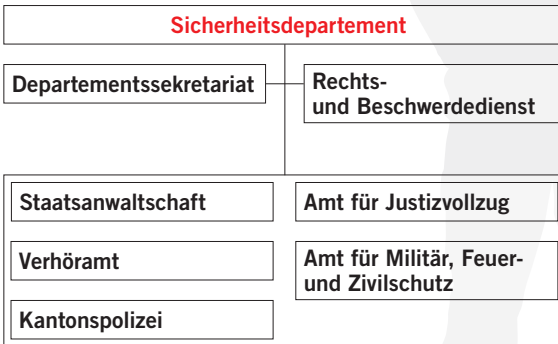 Sicherheitsdepartement
Departementssekretariat
Rechts-
und Beschwerdedienst
Staatsanwaltschaft
Amt für Justizvollzug
Verhöramt
Amt für Militär, Feuer-
und Zivilschutz
Kantonspolizei